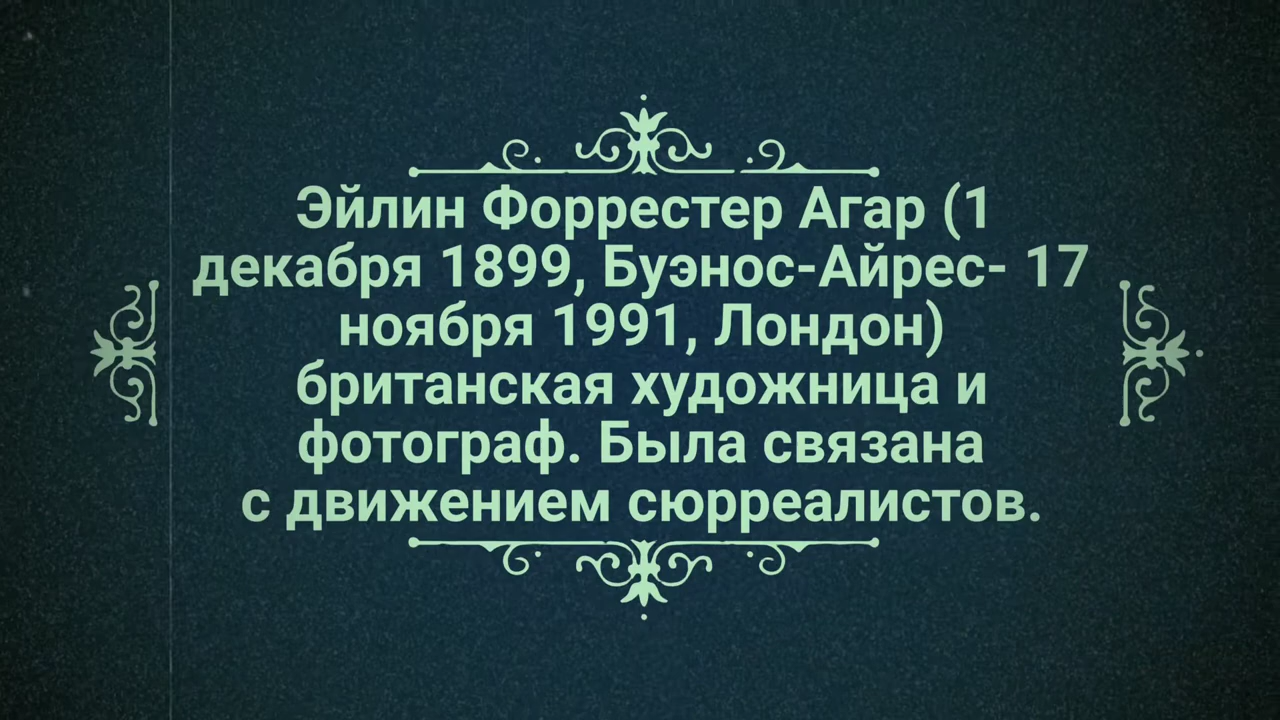 Эйлин Форрестер Агар (1
декабря 1899, Буэнос-Айрес- 17
ноября 1991, Лондон)
британская художница и
фотограф. Была связана
с движением сюрреалистов.